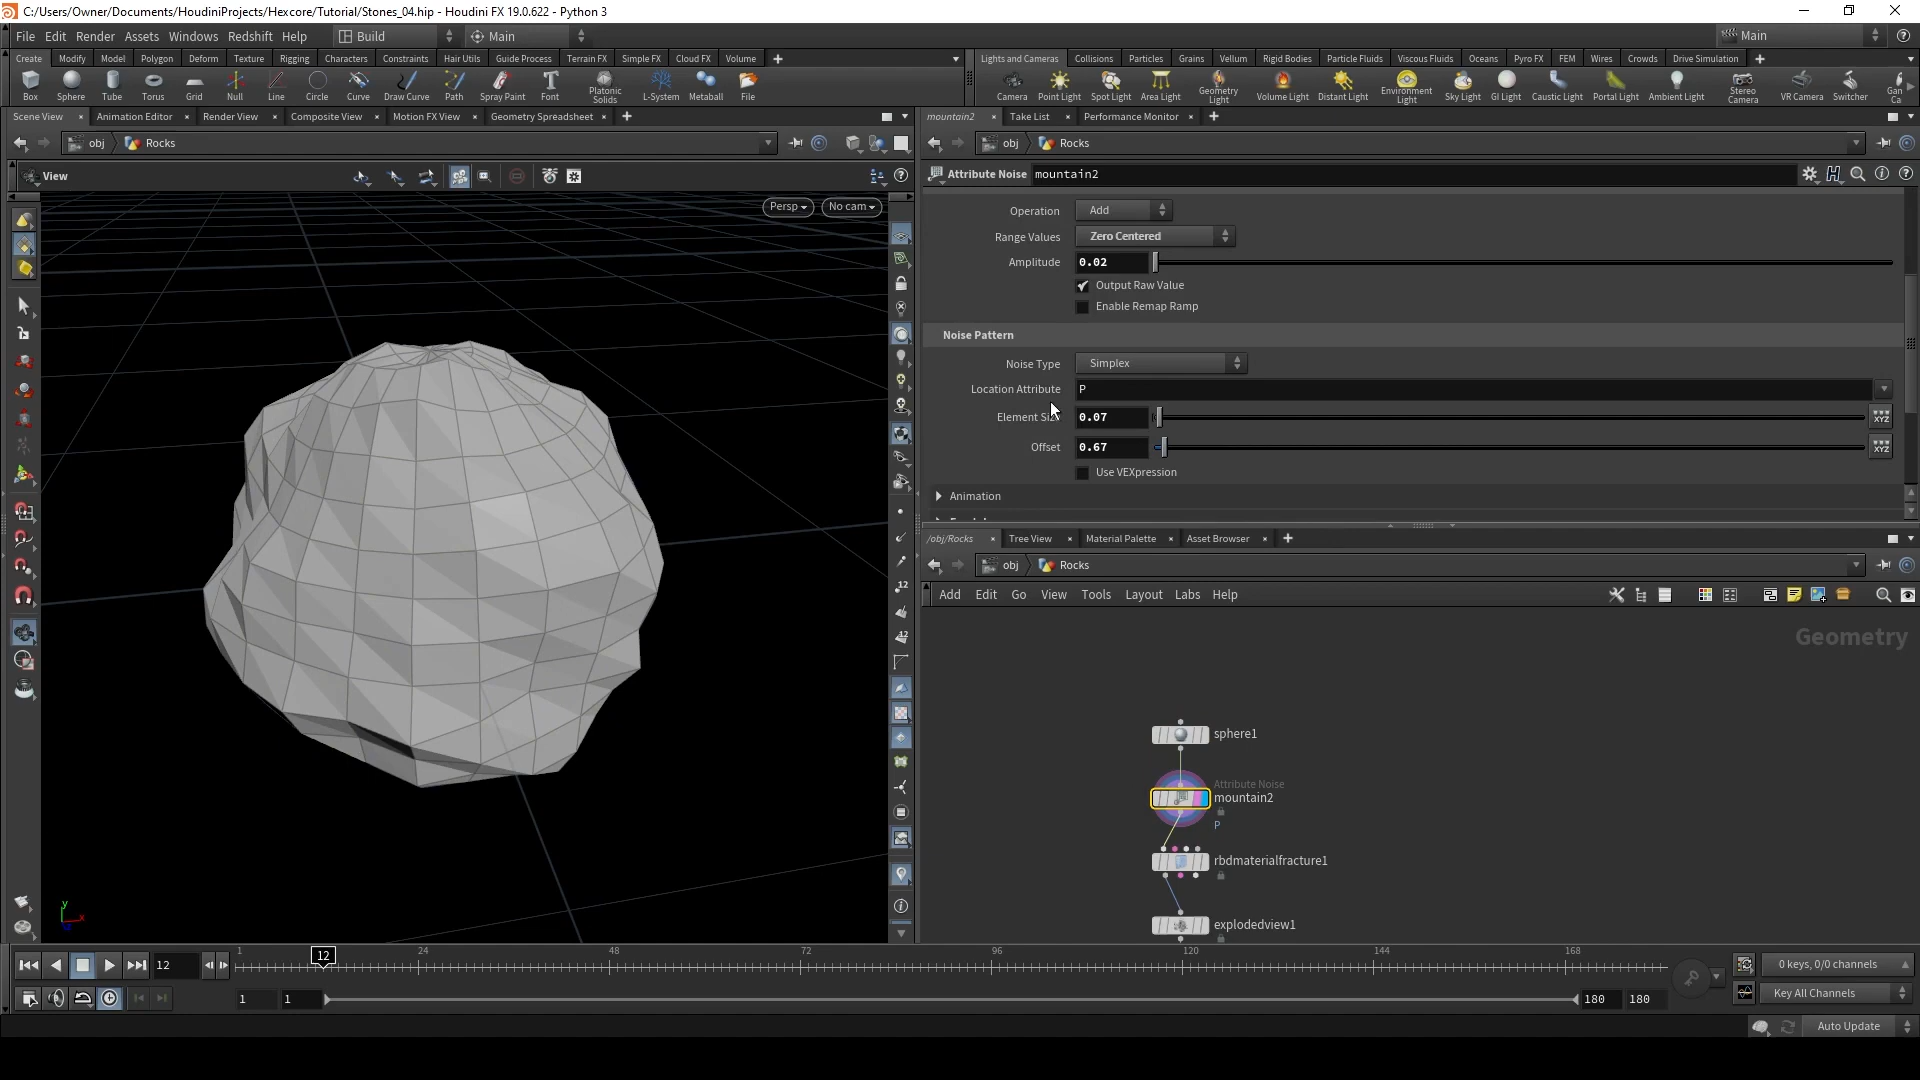 C:/Users/Owner/Documents/HoudiniProjects/Hexcore/Tutorial/Stones_04.hip - Houdini FX 19.0.622 - Python 3
File Edit Render Assets Windows Redshift Help Build Main Main
Create Modify Model Polygon Deform Texture Rigging Characters Constraints Hair Utils Guide Process Terrain FX Simple FX Cloud FX Volume
Lights and Cameras Collisions Particles Grains Vellum Rigid Bodies Particle Fluids Viscous Fluids Oceans Pyro FX FEM Wires Crowds Drive Simulation
Box Sphere Tube Torus Grid Null Line Circle Curve Draw Curve Path Spray Paint Font Platonic Solids L-System Metaball File
Camera Point Light Spot Light Area Light Geometry Light Volume Light Distant Light Environment Light Sky Light GI Light Caustic Light Portal Light Ambient Light Stereo Camera VR Camera Switcher Gan Ca
Scene View Animation Editor Render View Composite View Motion FX View Geometry Spreadsheet
mountain2 Take List Performance Monitor
obj Rocks
obj Rocks
View
Attribute Noise mountain2
Persp No cam
Operation Add
Range Values Zero Centered
Amplitude 0.02
Output Raw Value
Enable Remap Ramp
Noise Pattern
Noise Type Simplex
Location Attribute P
Element Siz 0.07
XYZ
Offset 0.67
XYZ
Use VEXpression
Animation
/obj/Rocks Tree View Material Palette Asset Browser
obj Rocks
Add Edit Go View Tools Layout Labs Help
Geometry
sphere1
Attribute Noise
mountain2
P
rbdmaterialfracture1
explodedview1
12
12
y
x
12
1 24 48 72 96 120 144 168
12
0 keys, 0/0 channels
1 1 180 180
Key All Channels
Auto Update